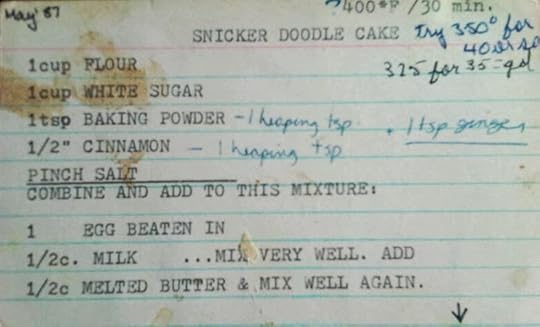 May '87
?400°F /30 min.
SNICKER DOODLE CAKE
Try 350° for
40 or so
325 for 35 = gd
1cup FLOUR
1cup WHITE SUGAR
1tsp BAKING POWDER - 1 heaping tsp. + 1 tsp ginger
1/2" CINNAMON - 1 heaping tsp
PINCH SALT
COMBINE AND ADD TO THIS MIXTURE:
1 EGG BEATEN IN
1/2c. MILK ...MIX VERY WELL. ADD
1/2c MELTED BUTTER & MIX WELL AGAIN.